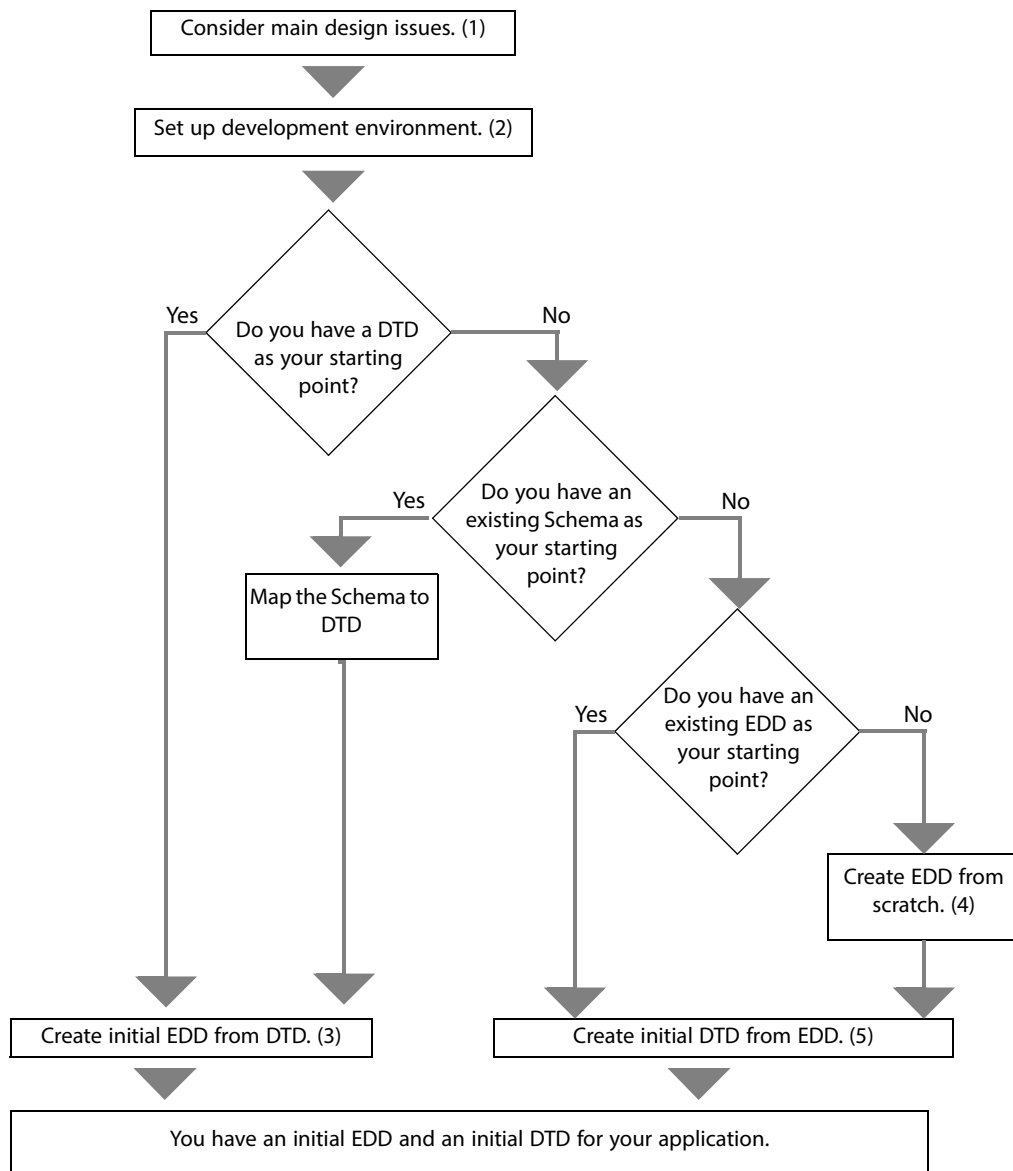 Consider main design issues. (1)
Set up development environment. (2)
Yes
No
Do you have a DTD
as your starting
point?
Yes
No
Do you have an
existing Schema as
your starting
point?
Map the Schema to
DTD
Yes
No
Do you have an
existing EDD as
your starting
point?
Create EDD from
scratch. (4)
Create initial EDD from DTD. (3)
Create initial DTD from EDD. (5)
You have an initial EDD and an initial DTD for your application.